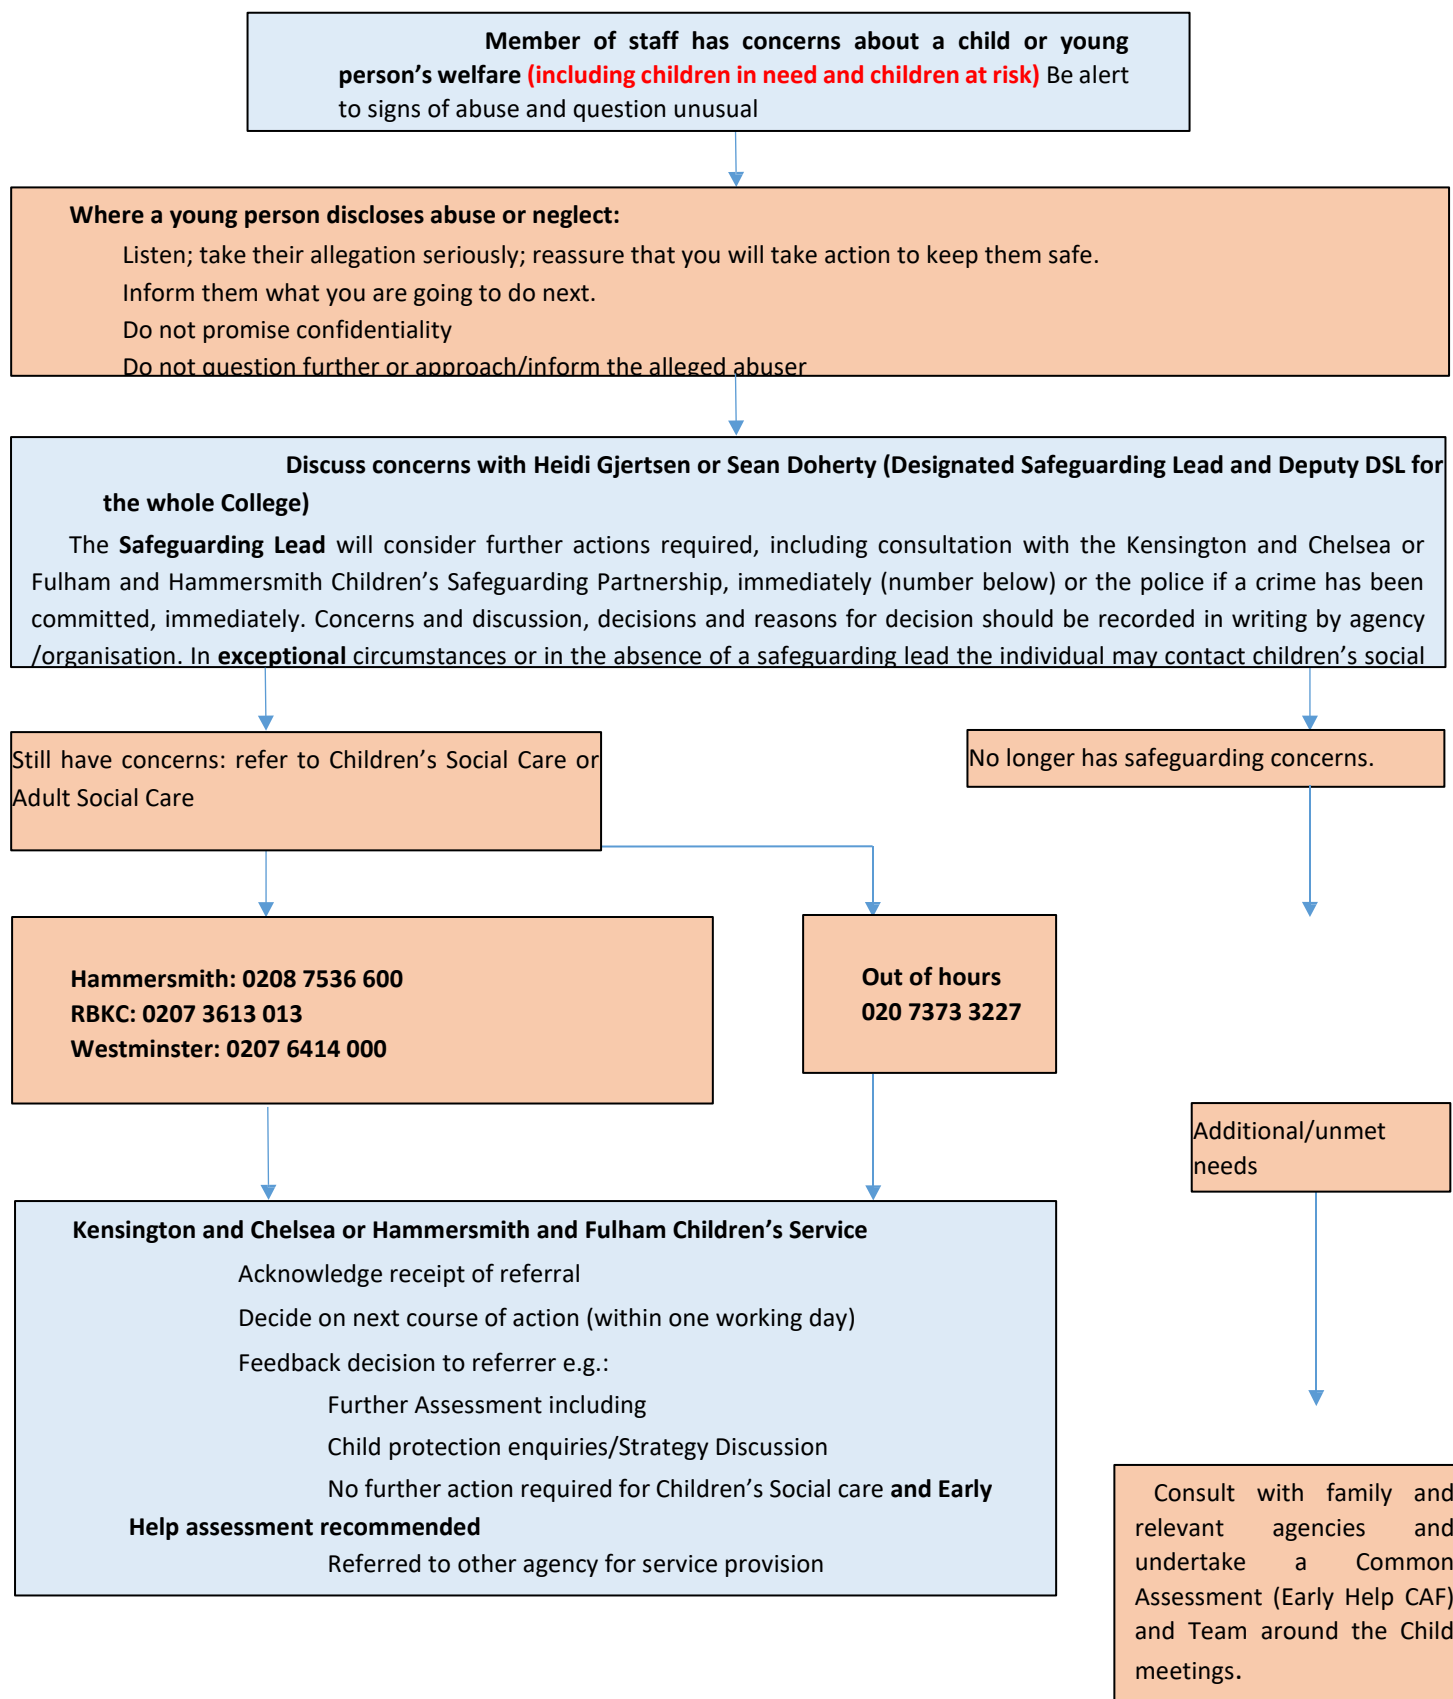 Member of staff has concerns about a child or young
person’s welfare (including children in need and children at risk) Be alert
to signs of abuse and question unusual
Where a young person discloses abuse or neglect:
Listen; take their allegation seriously; reassure that you will take action to keep them safe.
Inform them what you are going to do next.
Do not promise confidentiality
Do not question further or approach/inform the alleged abuser
Discuss concerns with Heidi Gjertsen or Sean Doherty (Designated Safeguarding Lead and Deputy DSL for
the whole College)
The Safeguarding Lead will consider further actions required, including consultation with the Kensington and Chelsea or
Fulham and Hammersmith Children’s Safeguarding Partnership, immediately (number below) or the police if a crime has been
committed, immediately. Concerns and discussion, decisions and reasons for decision should be recorded in writing by agency
/organisation. In exceptional circumstances or in the absence of a safeguarding lead the individual may contact children’s social
Still have concerns: refer to Children’s Social Care or
Adult Social Care
No longer has safeguarding concerns.
Hammersmith: 0208 7536 600
RBKC: 0207 3613 013
Westminster: 0207 6414 000
Out of hours
020 7373 3227
Additional/unmet
needs
Kensington and Chelsea or Hammersmith and Fulham Children’s Service
Acknowledge receipt of referral
Decide on next course of action (within one working day)
Feedback decision to referrer e.g.:
Further Assessment including
Child protection enquiries/Strategy Discussion
No further action required for Children’s Social care and Early
Help assessment recommended
Referred to other agency for service provision
Consult with family and
relevant agencies and
undertake a Common
Assessment (Early Help CAF)
and Team around the Child
meetings.